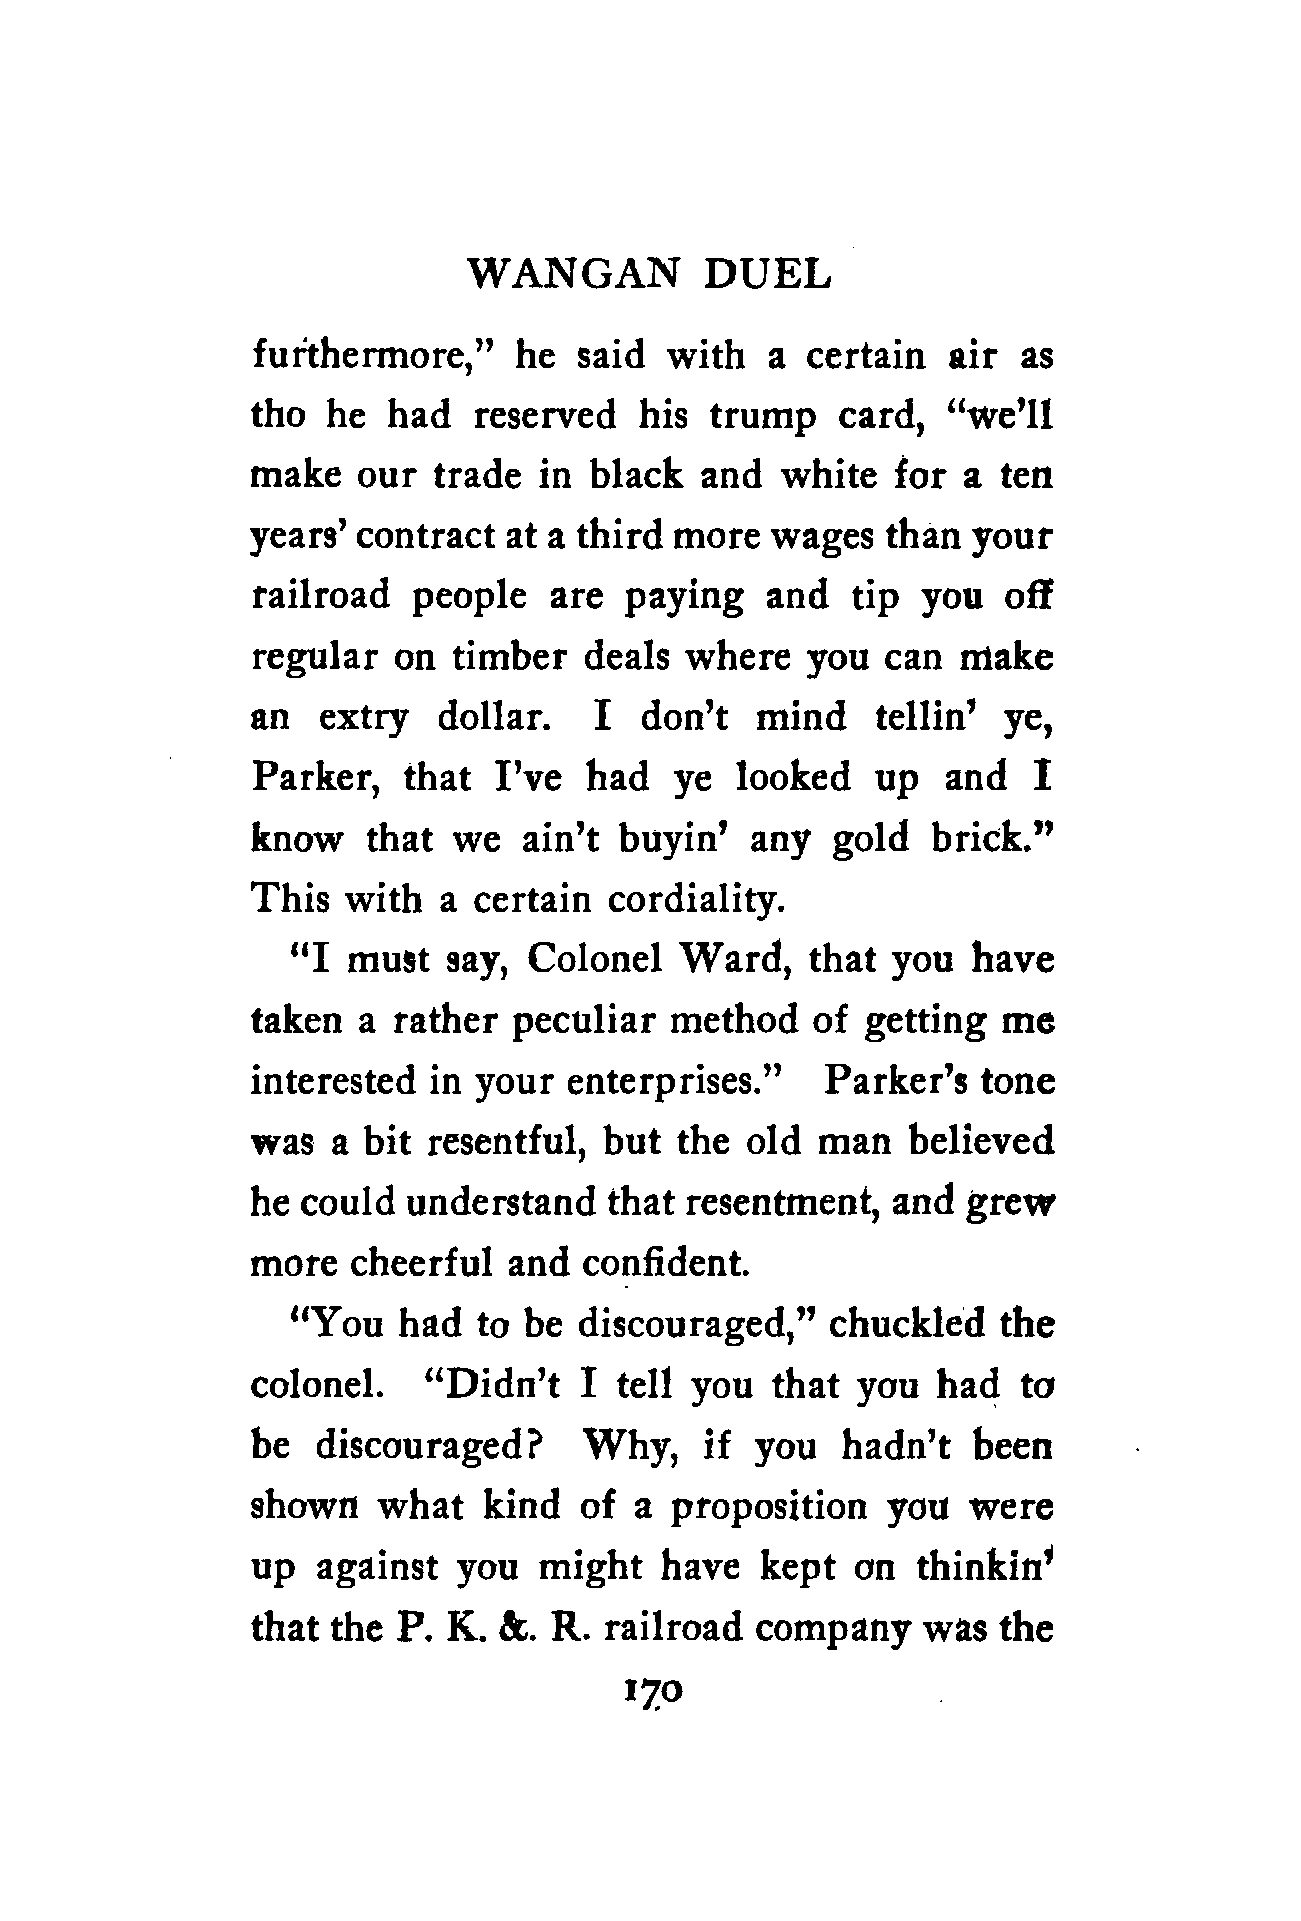 WANGAN DUEL
furthermore,” he said with a certain air as
tho he had reserved his trump card, “we’ll
make our trade in black and white for a ten
years’ contract at a third more wages than your
railroad people are paying and tip you off
regular on timber deals where you can make
an extry dollar. I don’t mind tellin’ ye,
Parker, that I’ve had ye looked up and I
know that we ain’t buyin’ any gold brick.”
This with a certain cordiality.
“I must say, Colonel Ward, that you have
taken a rather peculiar method of getting me
interested in your enterprises.” Parker’s tone
was a bit resentful, but the old man believed
he could understand that resentment, and grew
more cheerful and confident.
“You had to be discouraged,” chuckled the
colonel. “Didn’t I tell you that you had to
be discouraged? Why, if you hadn’t been
shown what kind of a proposition you were
up against you might have kept on thinkin’
that the P. K. &. R. railroad company was the
170